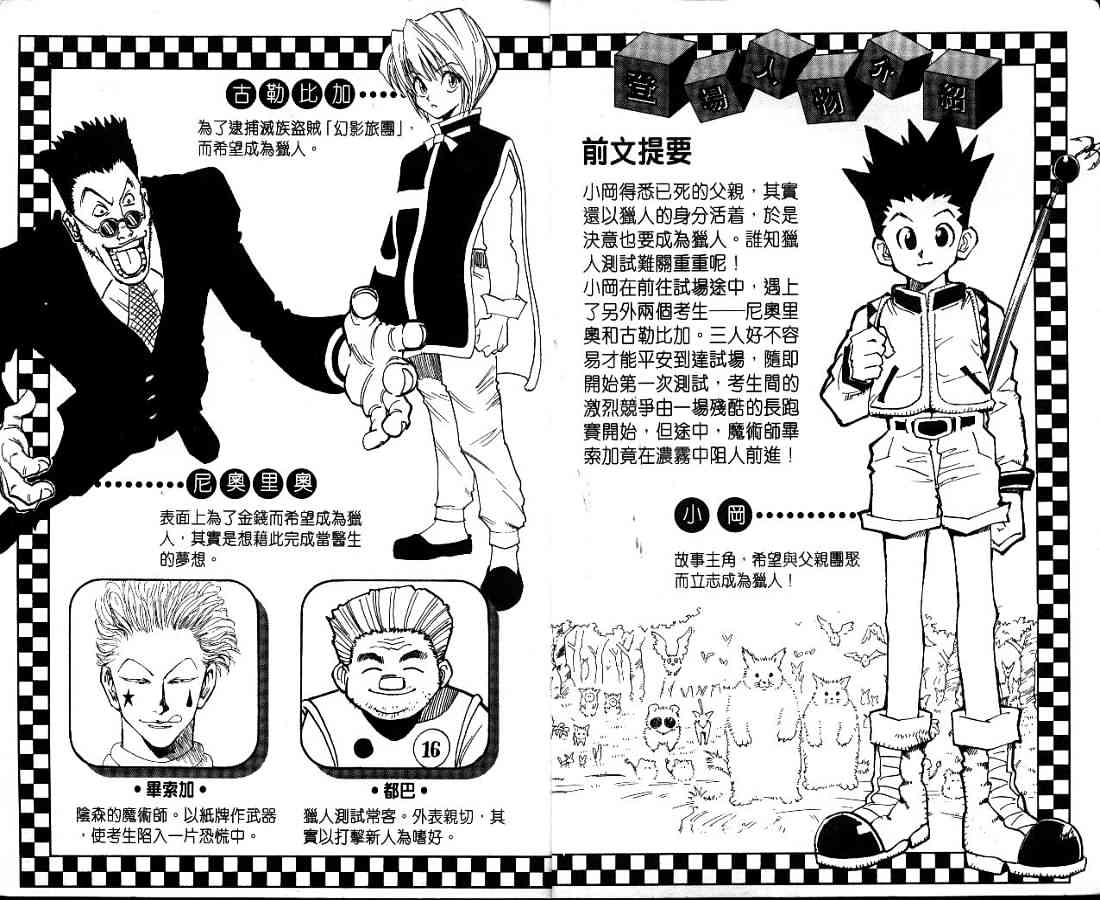 登場人物介紹
前文提要
小岡得悉已死的父親，其實
還以獵人的身分活着，於是
決意也要成為獵人。誰知獵
人測試難關重重呢！
小岡在前往試場途中，遇上
了另外兩個考生——尼奧里
奧和古勒比加。三人好不容
易才能平安到達試場，隨即
開始第一次測試，考生間的
激烈競爭由一場殘酷的長跑
賽開始，但途中，魔術師畢
索加竟在濃霧中阻人前進！
小岡
故事主角，希望與父親團聚
而立志成為獵人！
古勒比加
為了逮捕滅族盜賊「幻影旅團」，
而希望成為獵人。
尼奧里奧
表面上為了金錢而希望成為獵
人，其實是想藉此完成當醫生
的夢想。
•畢索加•
陰森的魔術師。以紙牌作武器
，使考生陷入一片恐慌中。
16
•都巴•
獵人測試常客。外表親切，其
實以打擊新人為嗜好。